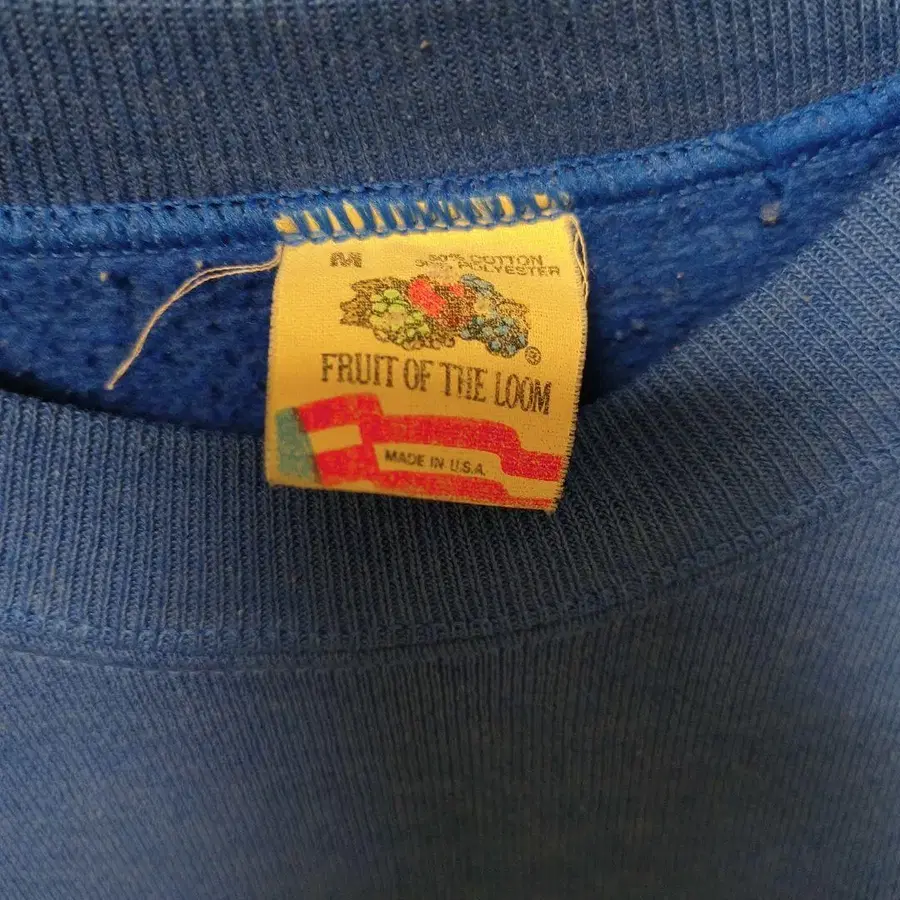 M
50% COTTON
50% POLYESTER
®
FRUIT OF THE LOOM
MADE IN U.S.A.